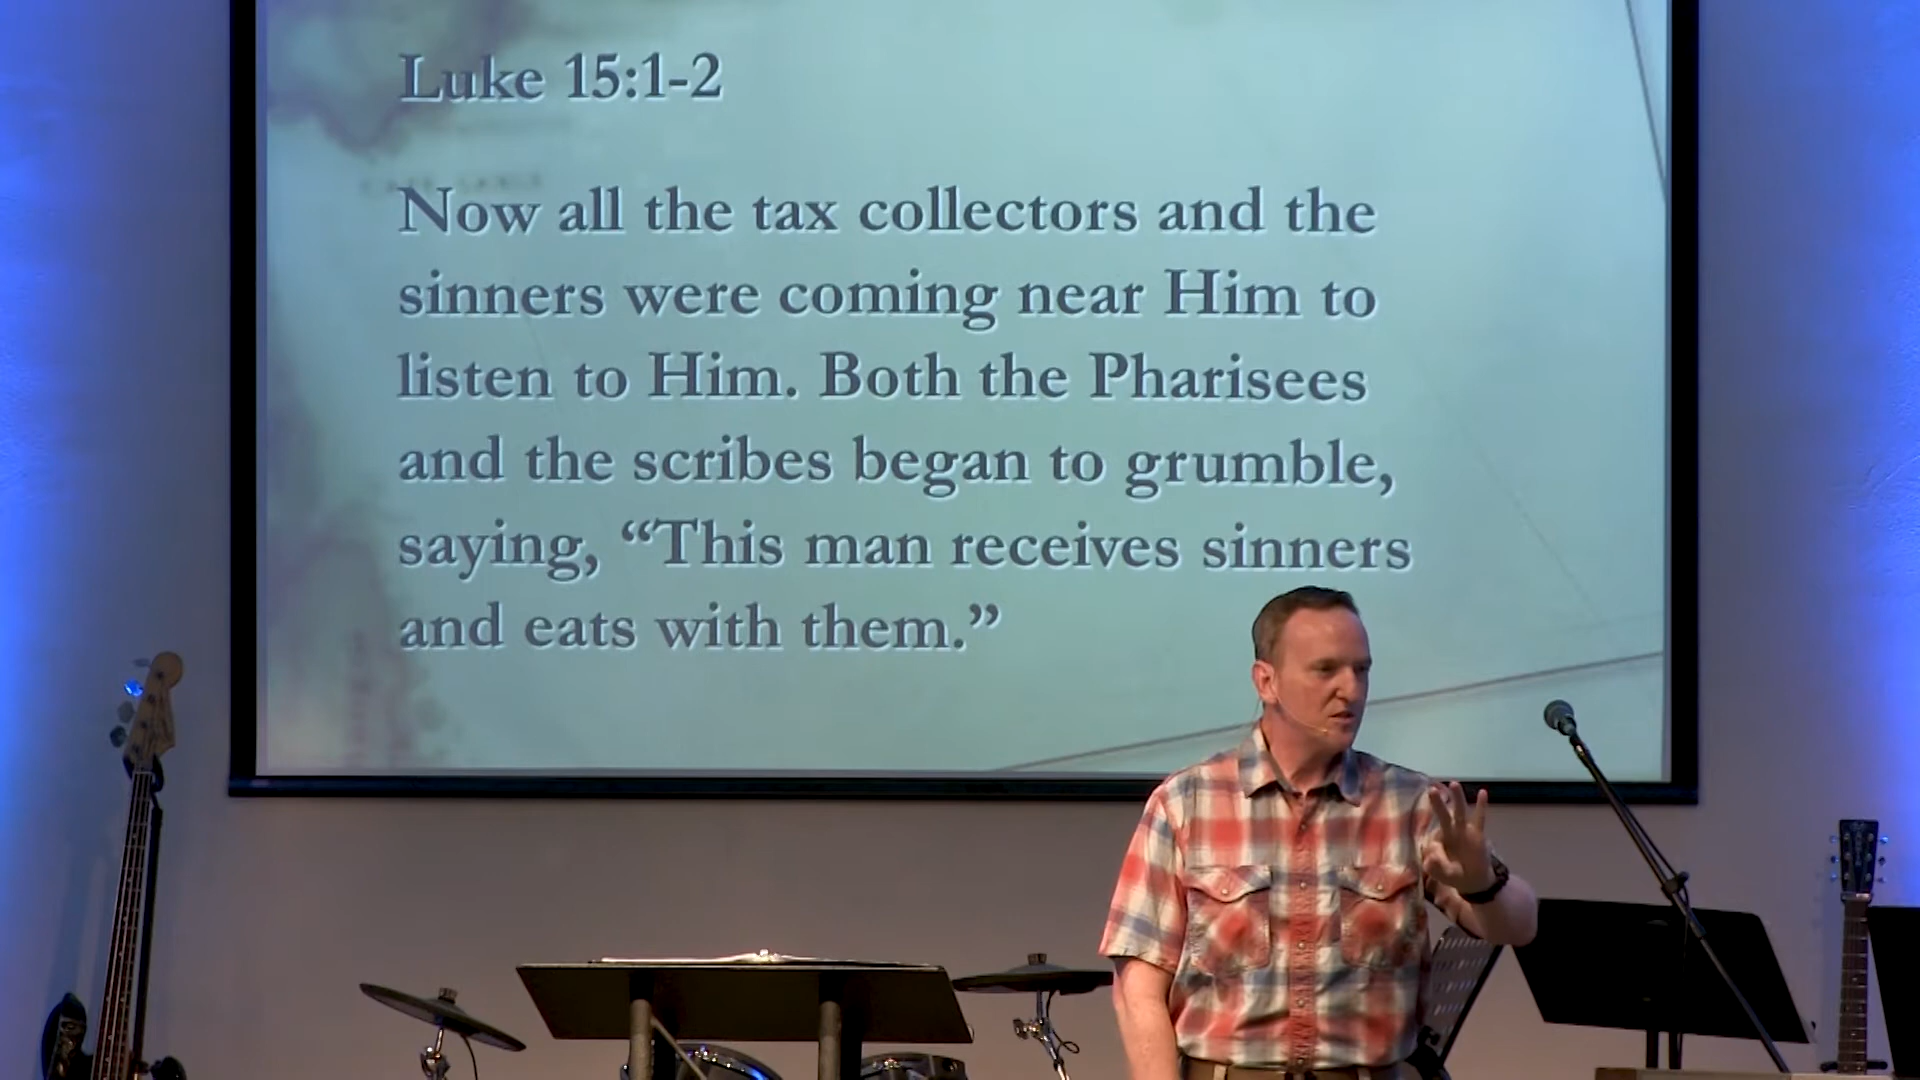 Luke 15:1-2
Now all the tax collectors and the
sinners were coming near Him to
listen to Him. Both the Pharisees
and the scribes began to grumble,
saying, “This man receives sinners
and eats with them.”